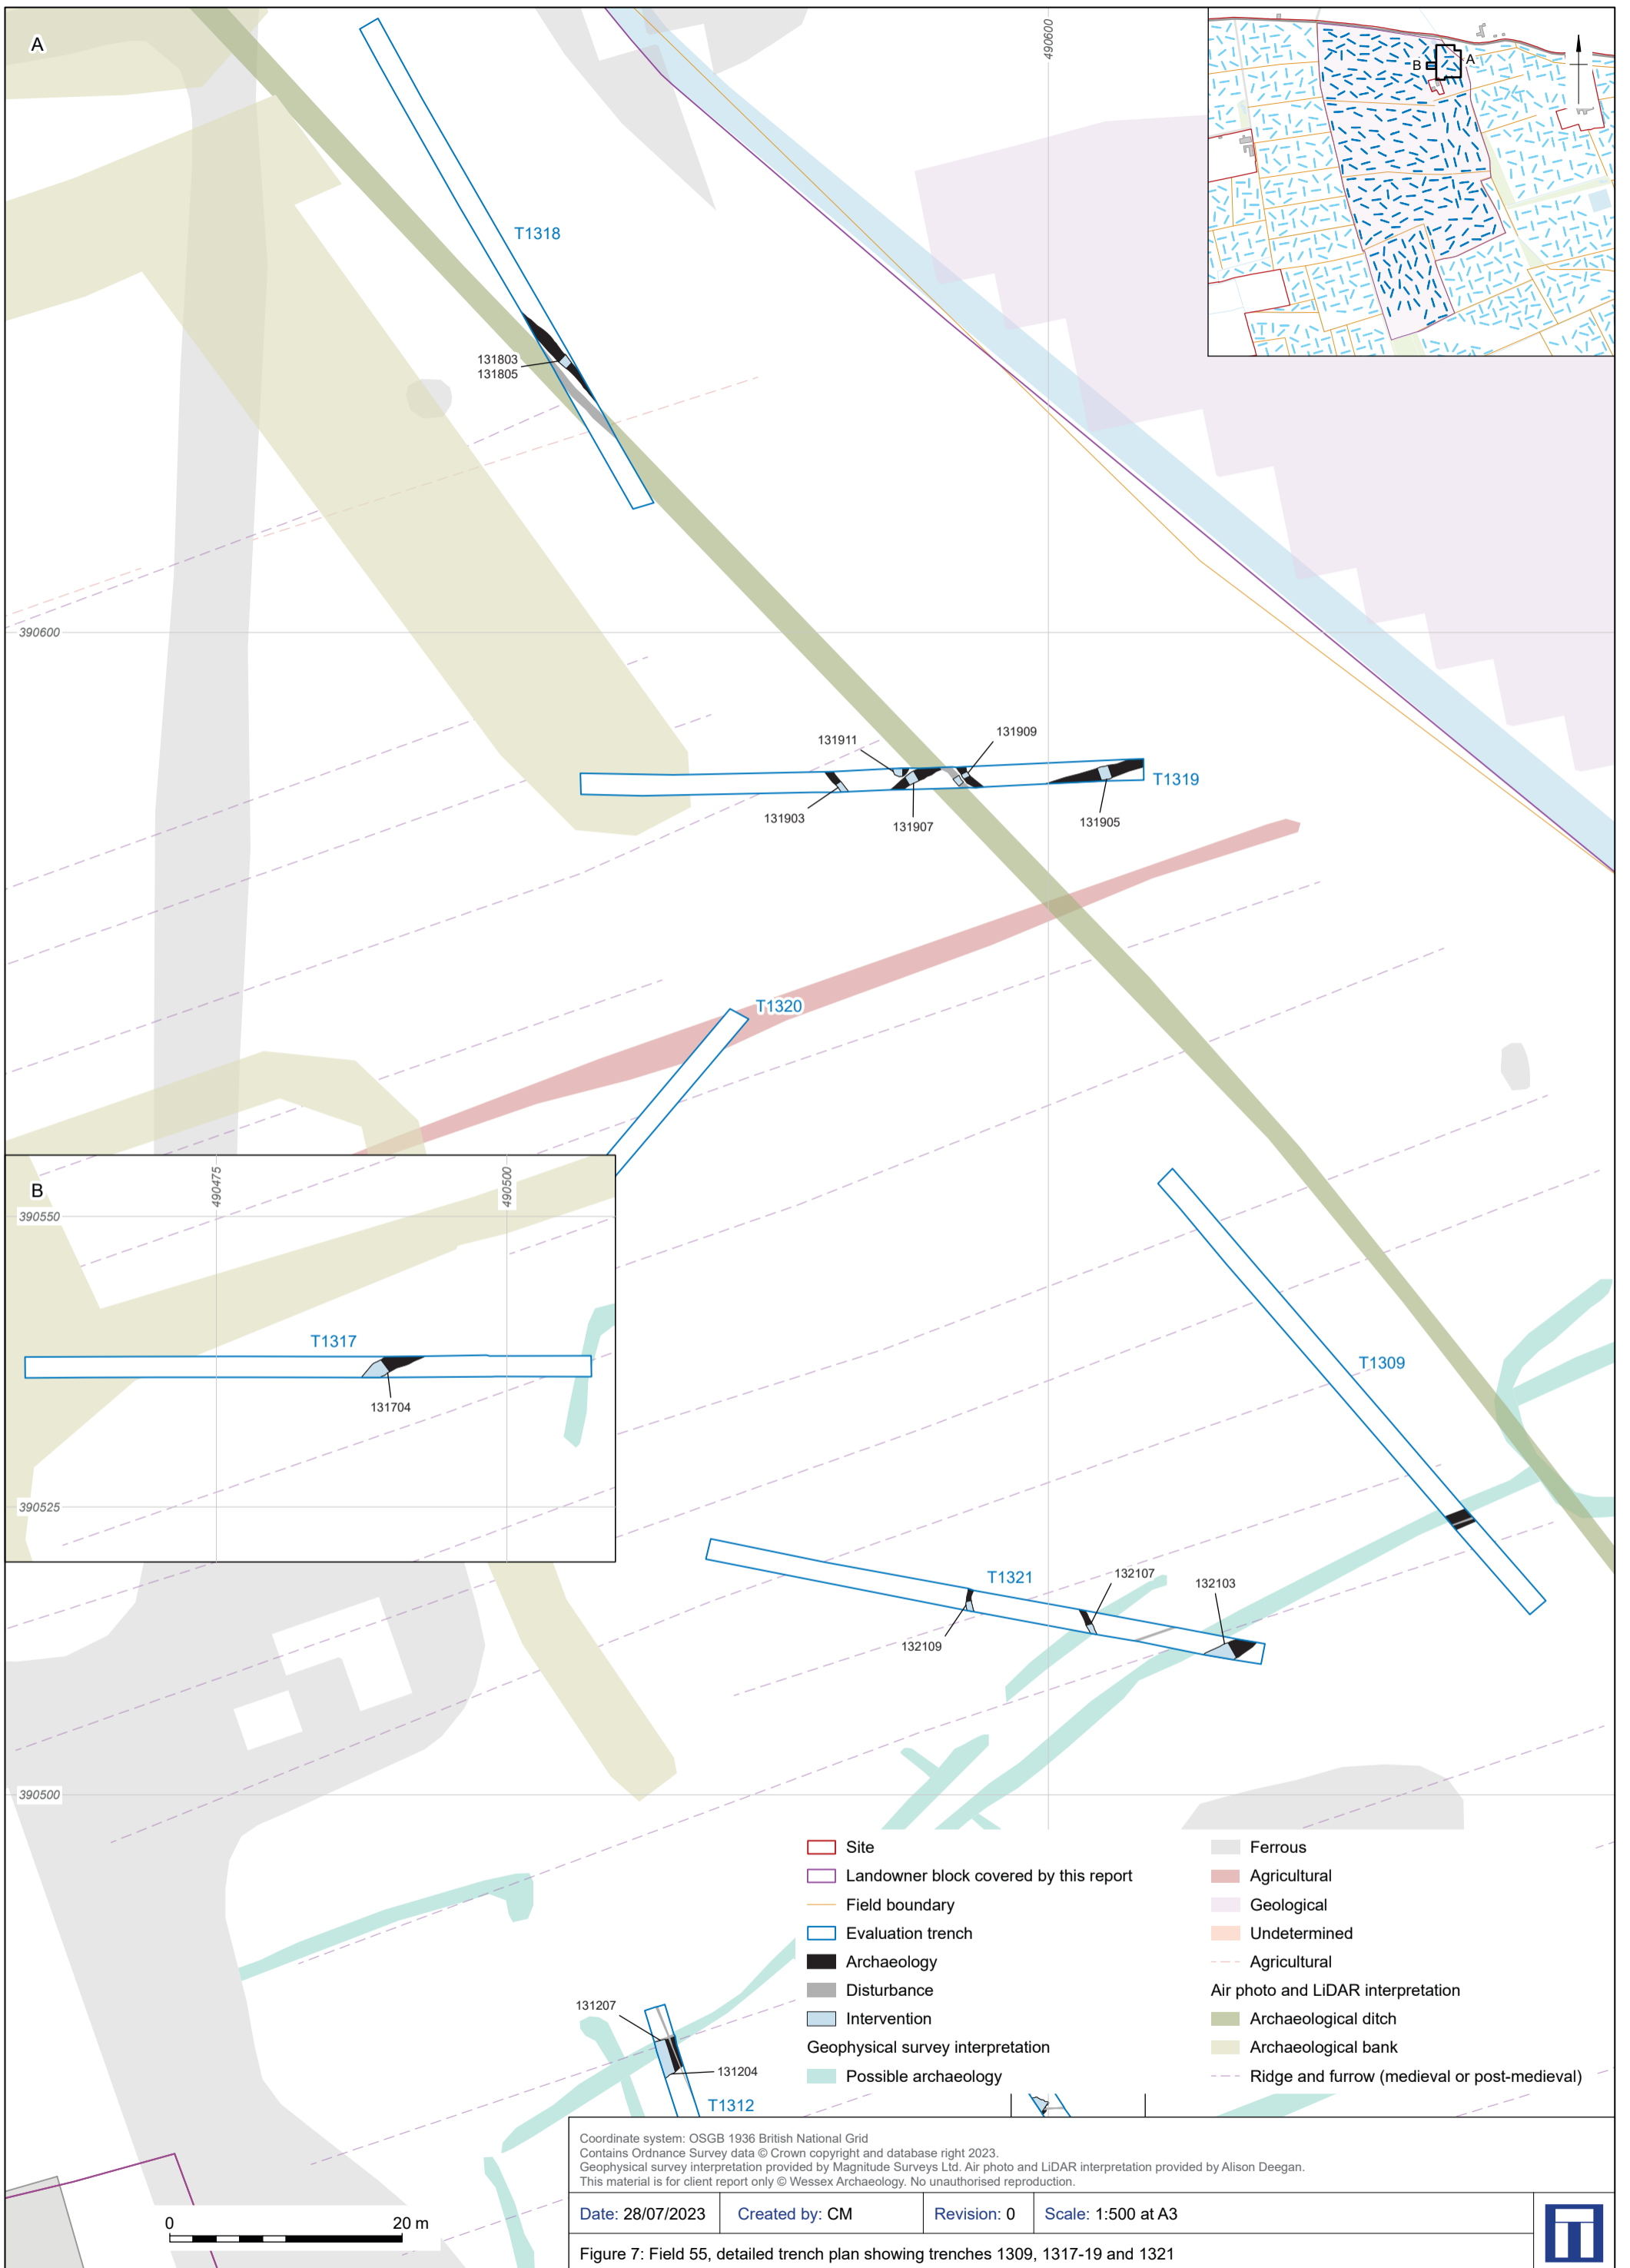 A
490600
B
A
T1318
131803
131805
390600
131911
131909
T1319
131903
131907
131905
T1320
B
490475
490500
390550
T1317
131704
T1309
390525
T1321
132107
132103
132109
390500
Site
Landowner block covered by this report
Field boundary
Evaluation trench
Archaeology
Disturbance
Intervention
Geophysical survey interpretation
Possible archaeology
Ferrous
Agricultural
Geological
Undetermined
Agricultural
Air photo and LiDAR interpretation
Archaeological ditch
Archaeological bank
Ridge and furrow (medieval or post-medieval)
131207
131204
T1312
Coordinate system: OSGB 1936 British National Grid
Contains Ordnance Survey data © Crown copyright and database right 2023.
Geophysical survey interpretation provided by Magnitude Surveys Ltd. Air photo and LiDAR interpretation provided by Alison Deegan.
This material is for client report only © Wessex Archaeology. No unauthorised reproduction.
Date: 28/07/2023 Created by: CM Revision: 0 Scale: 1:500 at A3
0 20 m
Figure 7: Field 55, detailed trench plan showing trenches 1309, 1317-19 and 1321